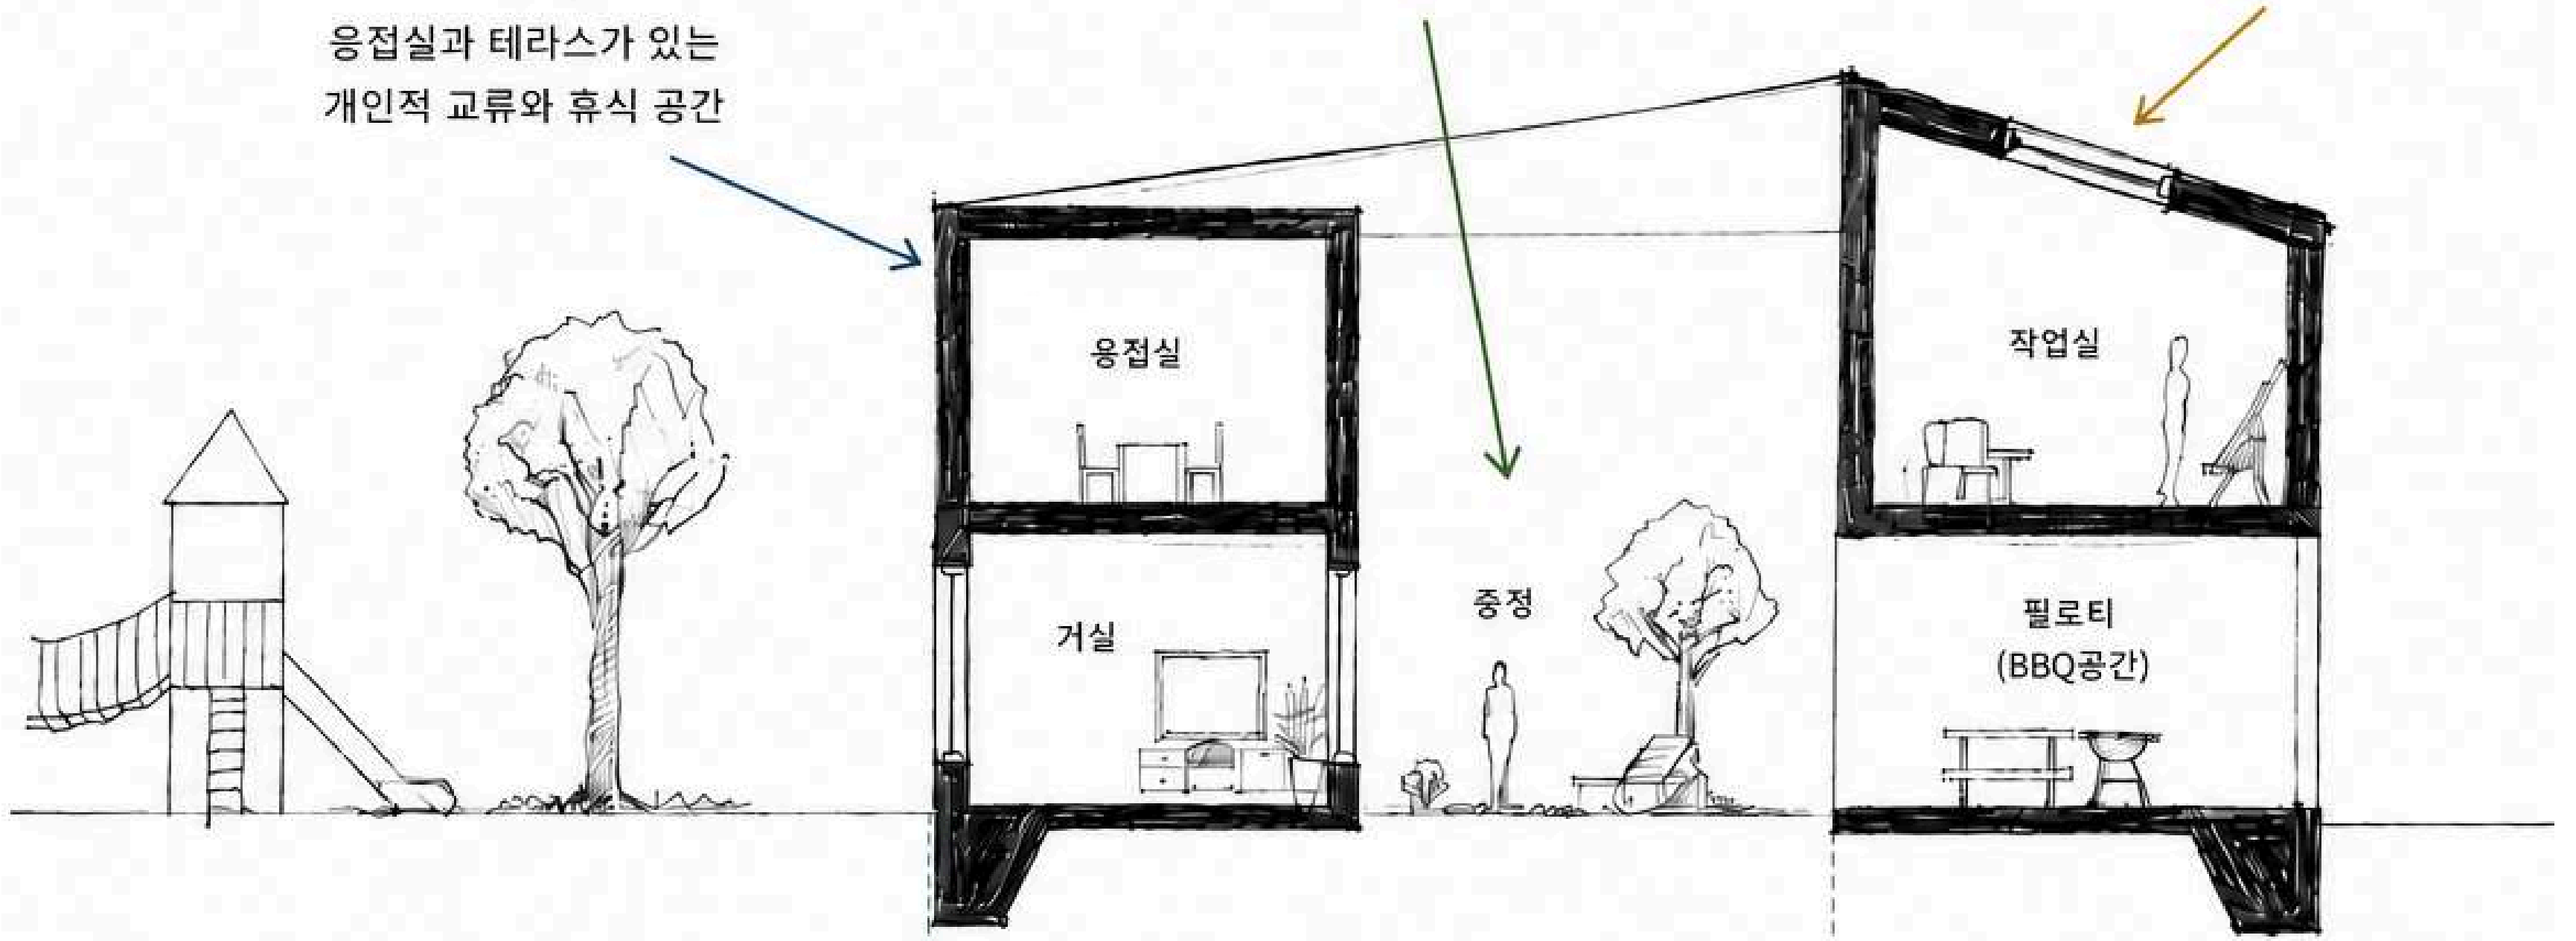 응접실과 테라스가 있는
개인적 교류와 휴식 공간
응접실
작업실
중정
거실
필로티
(BBQ공간)